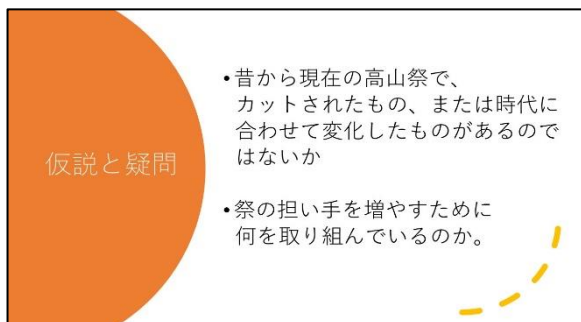 仮説と疑問
•昔から現在の高山祭で、
カットされたもの、または時代に
合わせて変化したものがあるので
はないか
•祭の担い手を増やすために
何を取り組んでいるのか。